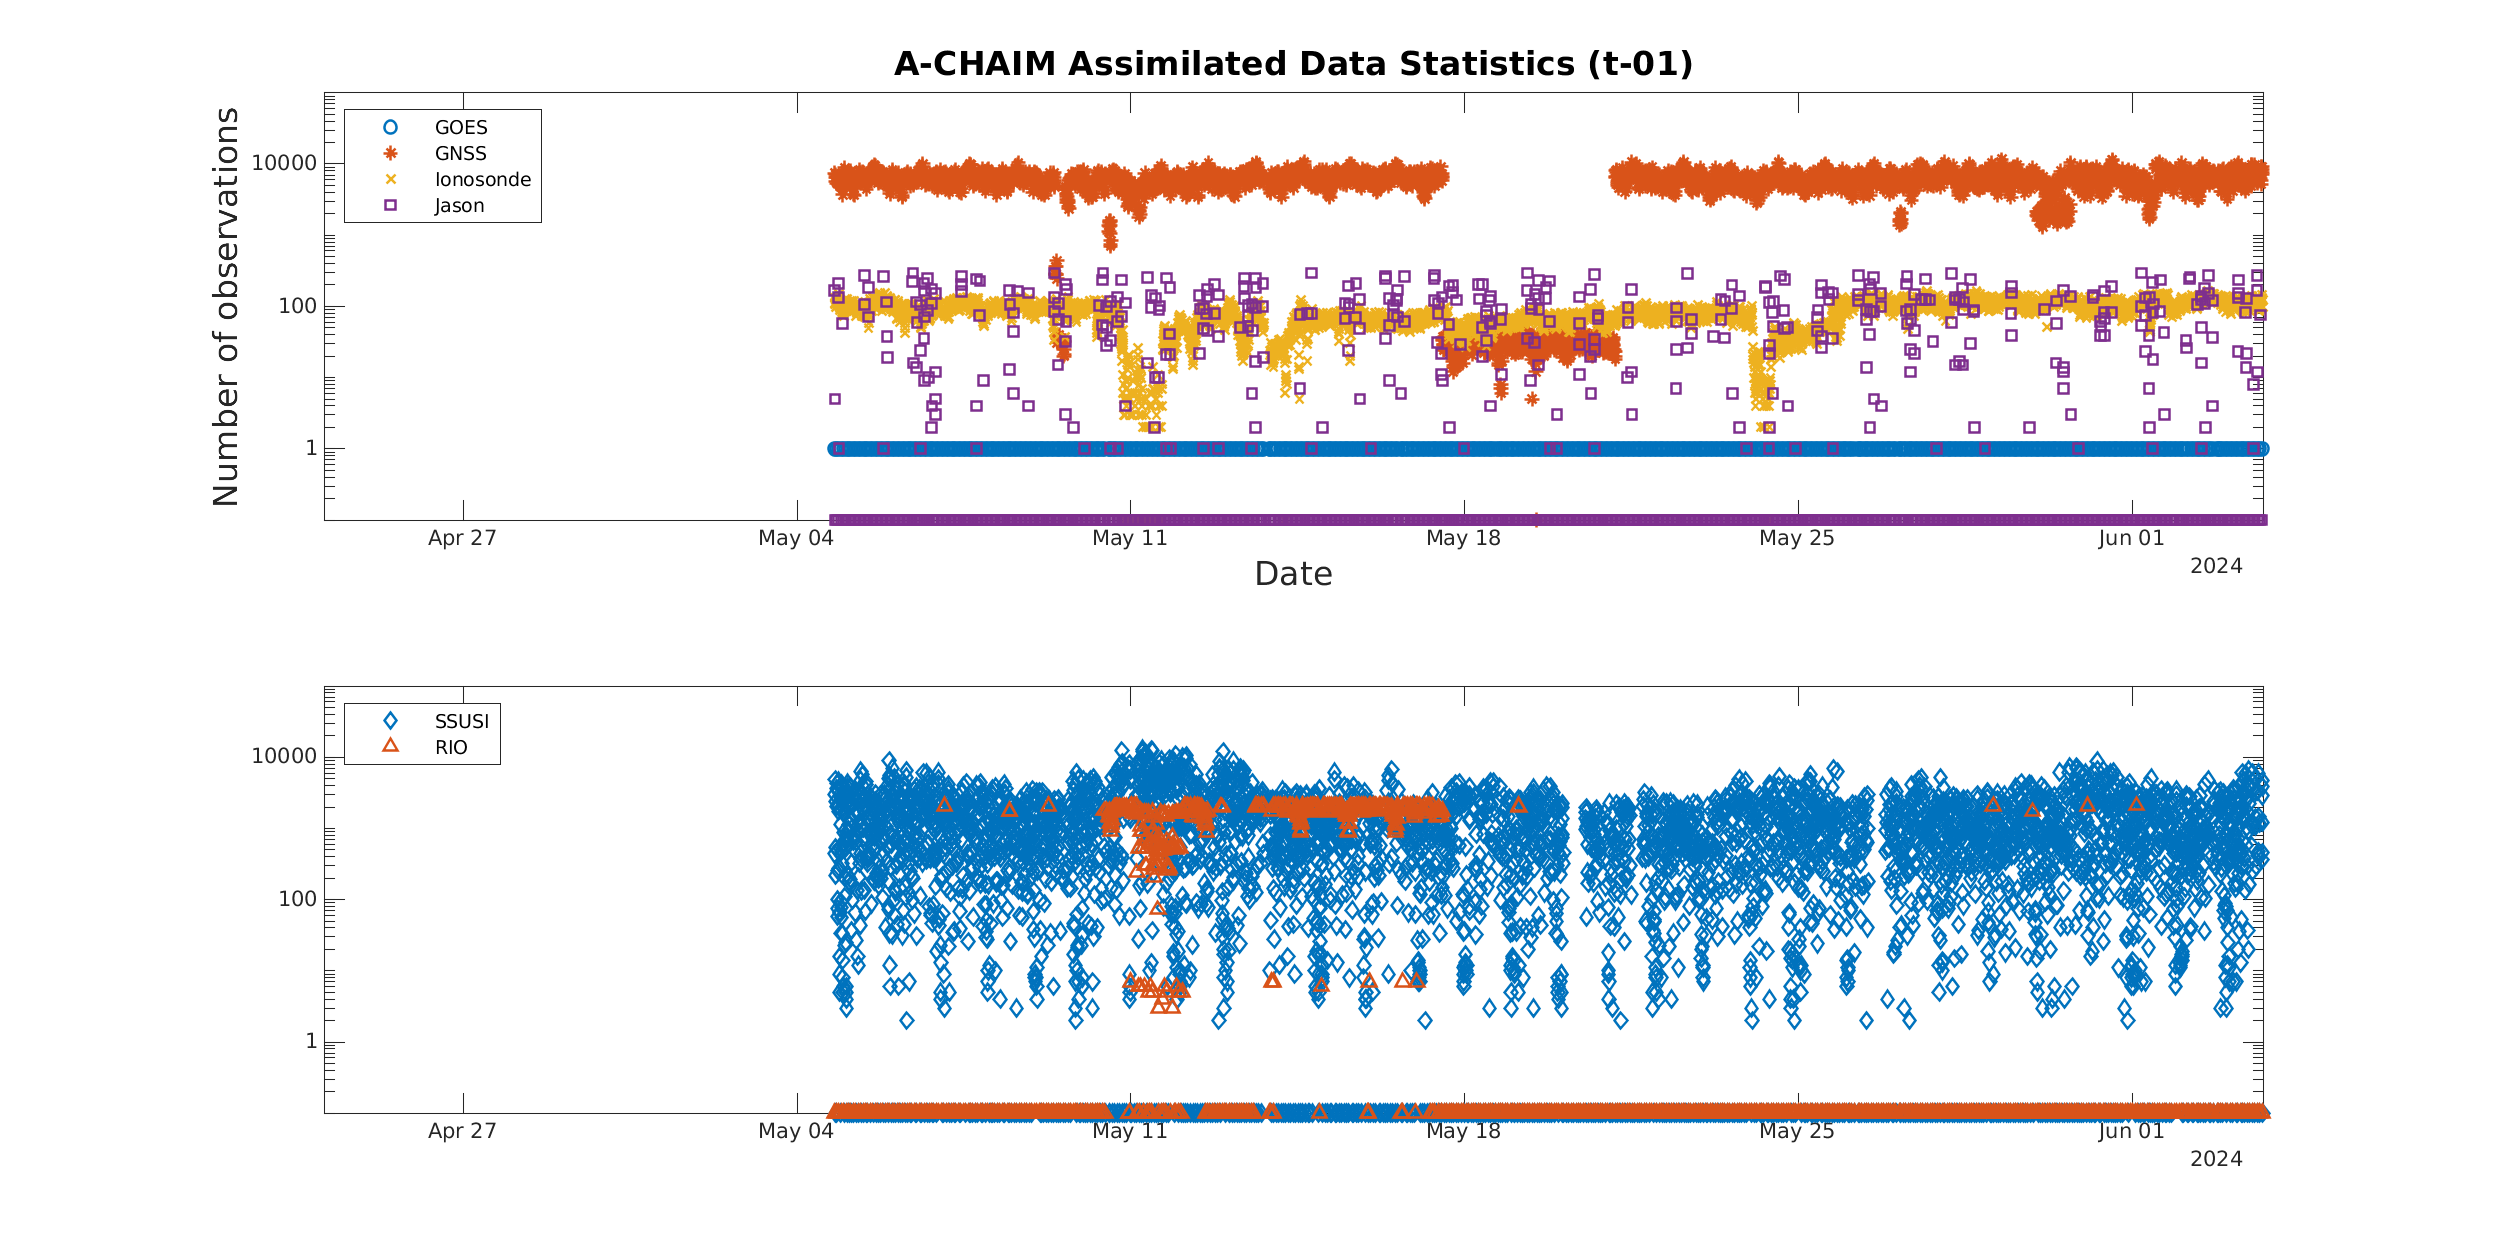 A-CHAIM Assimilated Data Statistics (t-01)
Number of observations
10000
100
1
GOES
GNSS
Ionosonde
Jason
Apr 27
May 04
May 11
May 18
May 25
Jun 01
2024
Date
10000
100
1
SSUSI
RIO
Apr 27
May 04
May 11
May 18
May 25
Jun 01
2024